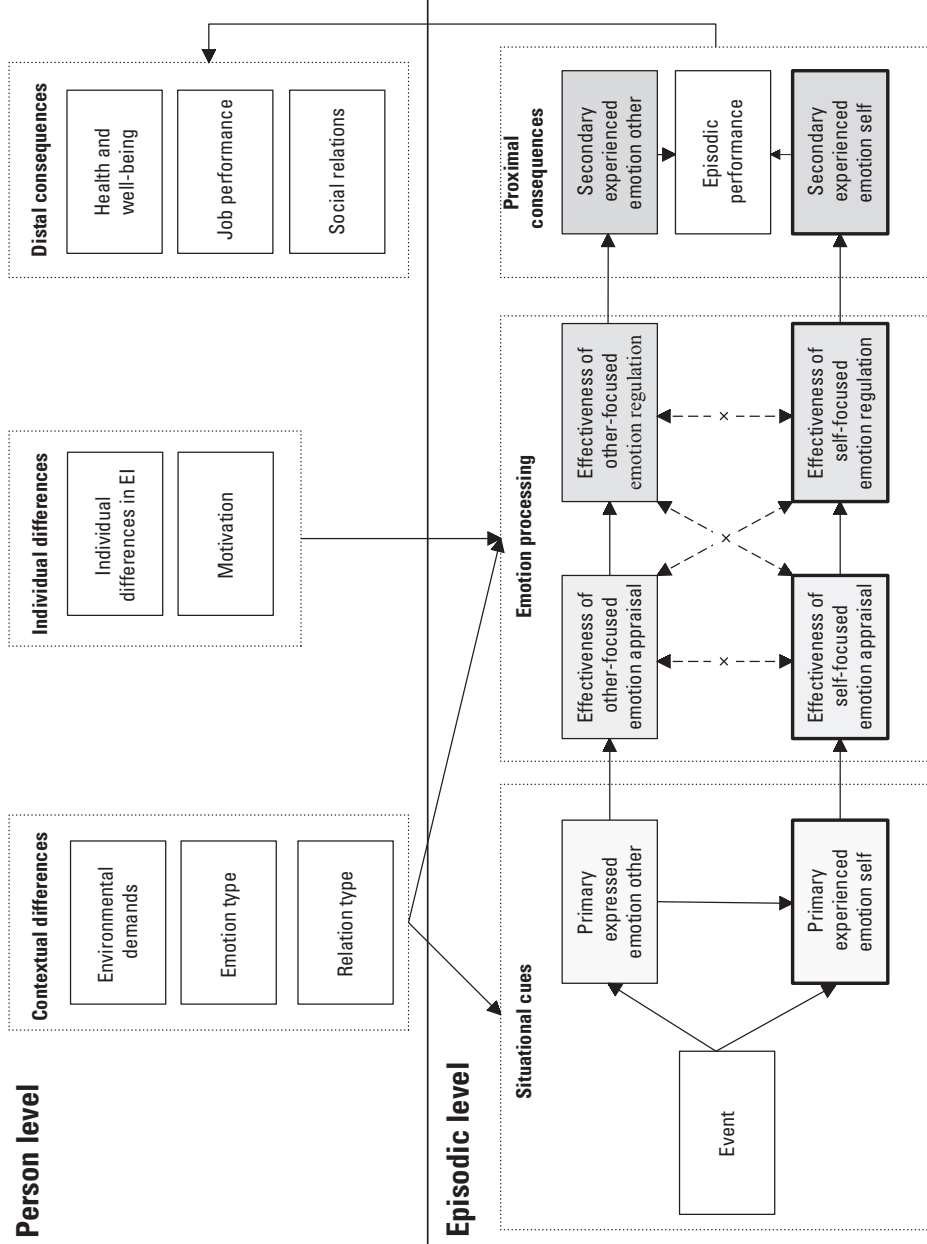 Person level
Contextual differences
Environmental
demands
Emotion type
Relation type
Individual differences
Individual
differences in EI
Motivation
Distal consequences
Health and
well-being
Job performance
Social relations
Episodic level
Situational cues
Event
Primary
expressed
emotion other
Primary
experienced
emotion self
Emotion processing
Effectiveness of
other-focused
emotion appraisal
Effectiveness of
other-focused
emotion regulation
×
×
×
Effectiveness of
self-focused
emotion appraisal
Effectiveness of
self-focused
emotion regulation
Proximal
consequences
Secondary
experienced
emotion other
Episodic
performance
Secondary
experienced
emotion self